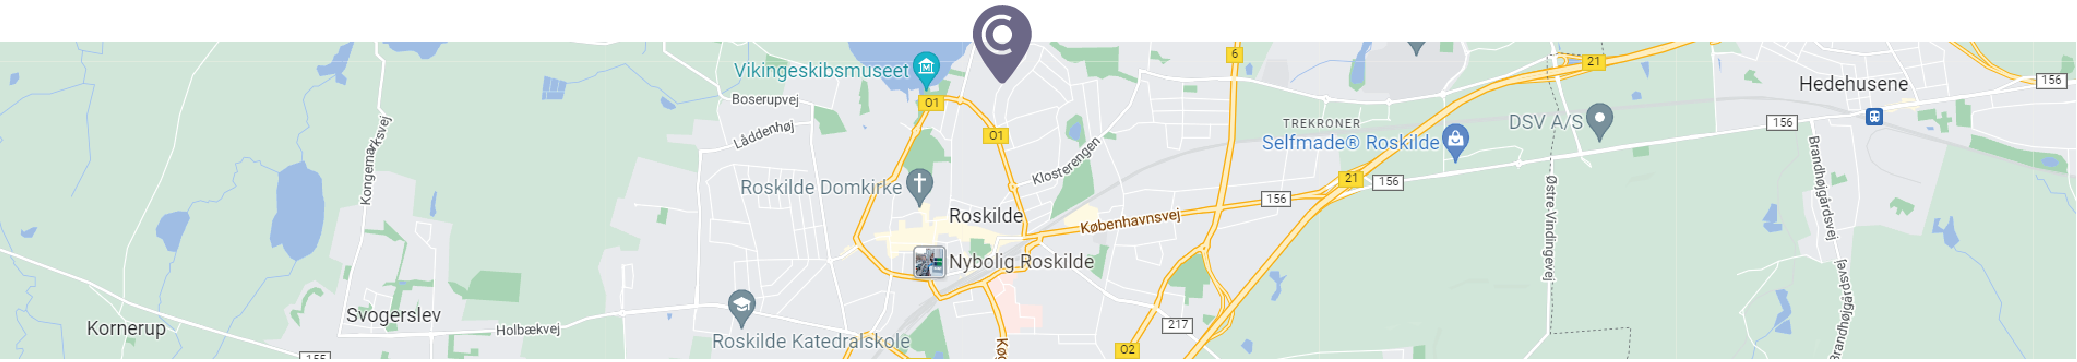 6
21
Vikingeskibsmuseet
Hedehusene
156
Boserupvej
01
DSV A/S
156
TREKRONER
Låddenhøj
01
Selfmade® Roskilde
Kongemarksvej
Klosterengen
Brandhøjgårdsvej
Roskilde Domkirke
21
156
156
Østre Vindingevej
Roskilde
Københavnsvej
Nybolig Roskilde
Brandhøjgårdsvej
Svogerslev
Kornerup
Holbækvej
217
Roskilde Katedralskole
02
155